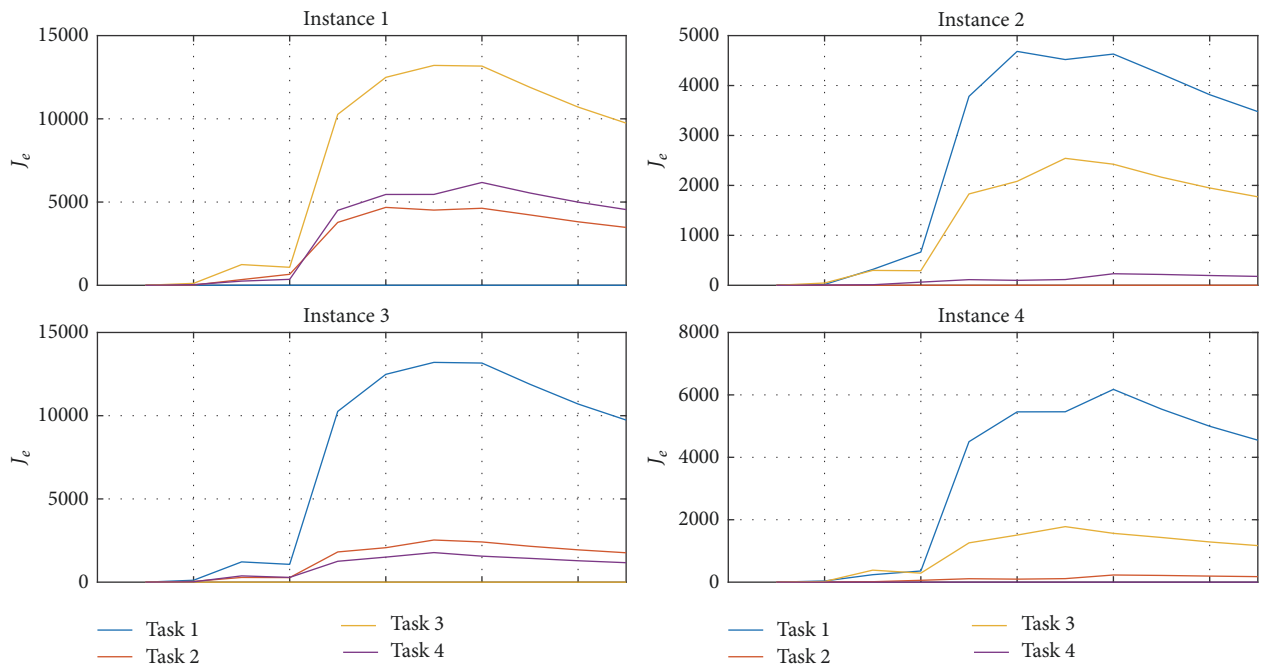 Instance 1
15000
10000
5000
0
J_e
Instance 2
5000
4000
3000
2000
1000
0
J_e
Instance 3
15000
10000
5000
0
J_e
Instance 4
8000
6000
4000
2000
0
J_e
Task 1
Task 2
Task 3
Task 4
Task 1
Task 2
Task 3
Task 4